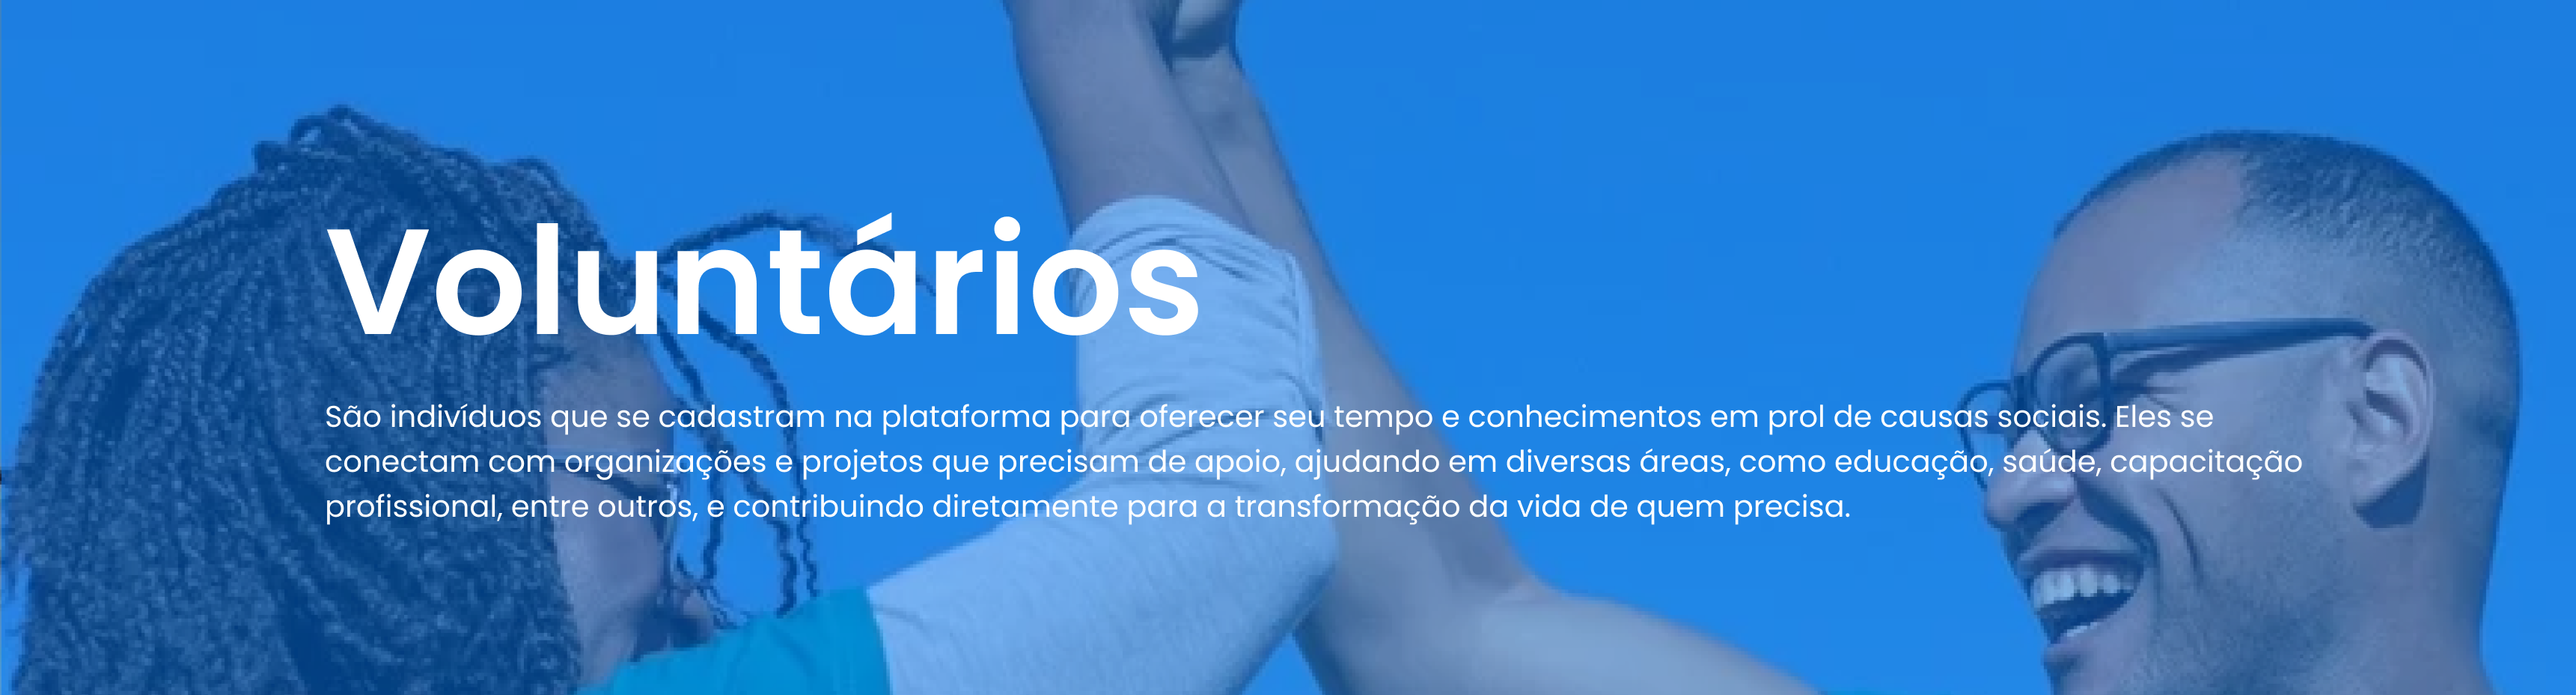 Voluntários
São indivíduos que se cadastram na plataforma para oferecer seu tempo e conhecimentos em prol de causas sociais. Eles se
conectam com organizações e projetos que precisam de apoio, ajudando em diversas áreas, como educação, saúde, capacitação
profissional, entre outros, e contribuindo diretamente para a transformação da vida de quem precisa.